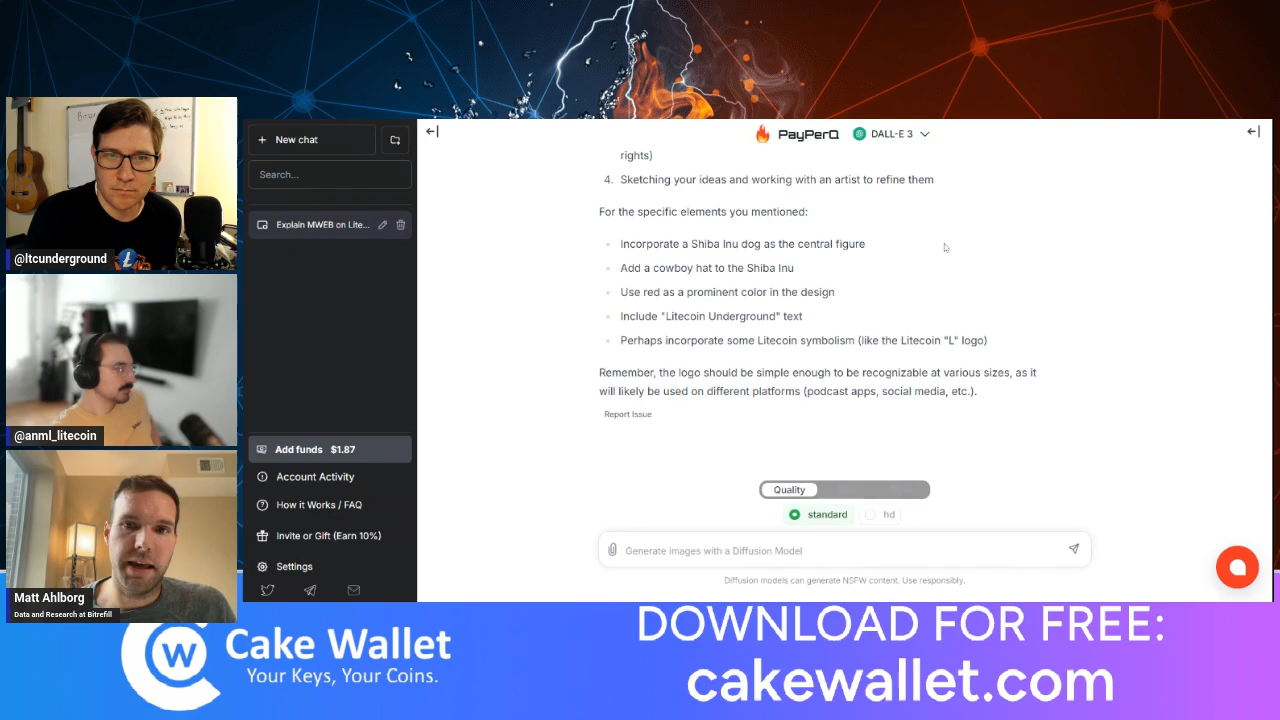 @ltcunderground
@anml_litecoin
Matt Ahlborg
Data and Research at Bitrefill
New chat
Search...
Explain MWEB on Lite...
Add funds $1.87
Account Activity
How it Works / FAQ
Invite or Gift (Earn 10%)
Settings
PayPerQ DALL-E 3
rights)
4. Sketching your ideas and working with an artist to refine them
For the specific elements you mentioned:
Incorporate a Shiba Inu dog as the central figure
Add a cowboy hat to the Shiba Inu
Use red as a prominent color in the design
Include "Litecoin Underground" text
Perhaps incorporate some Litecoin symbolism (like the Litecoin "L" logo)
Remember, the logo should be simple enough to be recognizable at various sizes, as it
will likely be used on different platforms (podcast apps, social media, etc.).
Report Issue
Quality
standard hd
Generate images with a Diffusion Model
Diffusion models can generate NSFW content. Use responsibly.
W
Cake Wallet
Your Keys, Your Coins.
DOWNLOAD FOR FREE:
cakewallet.com